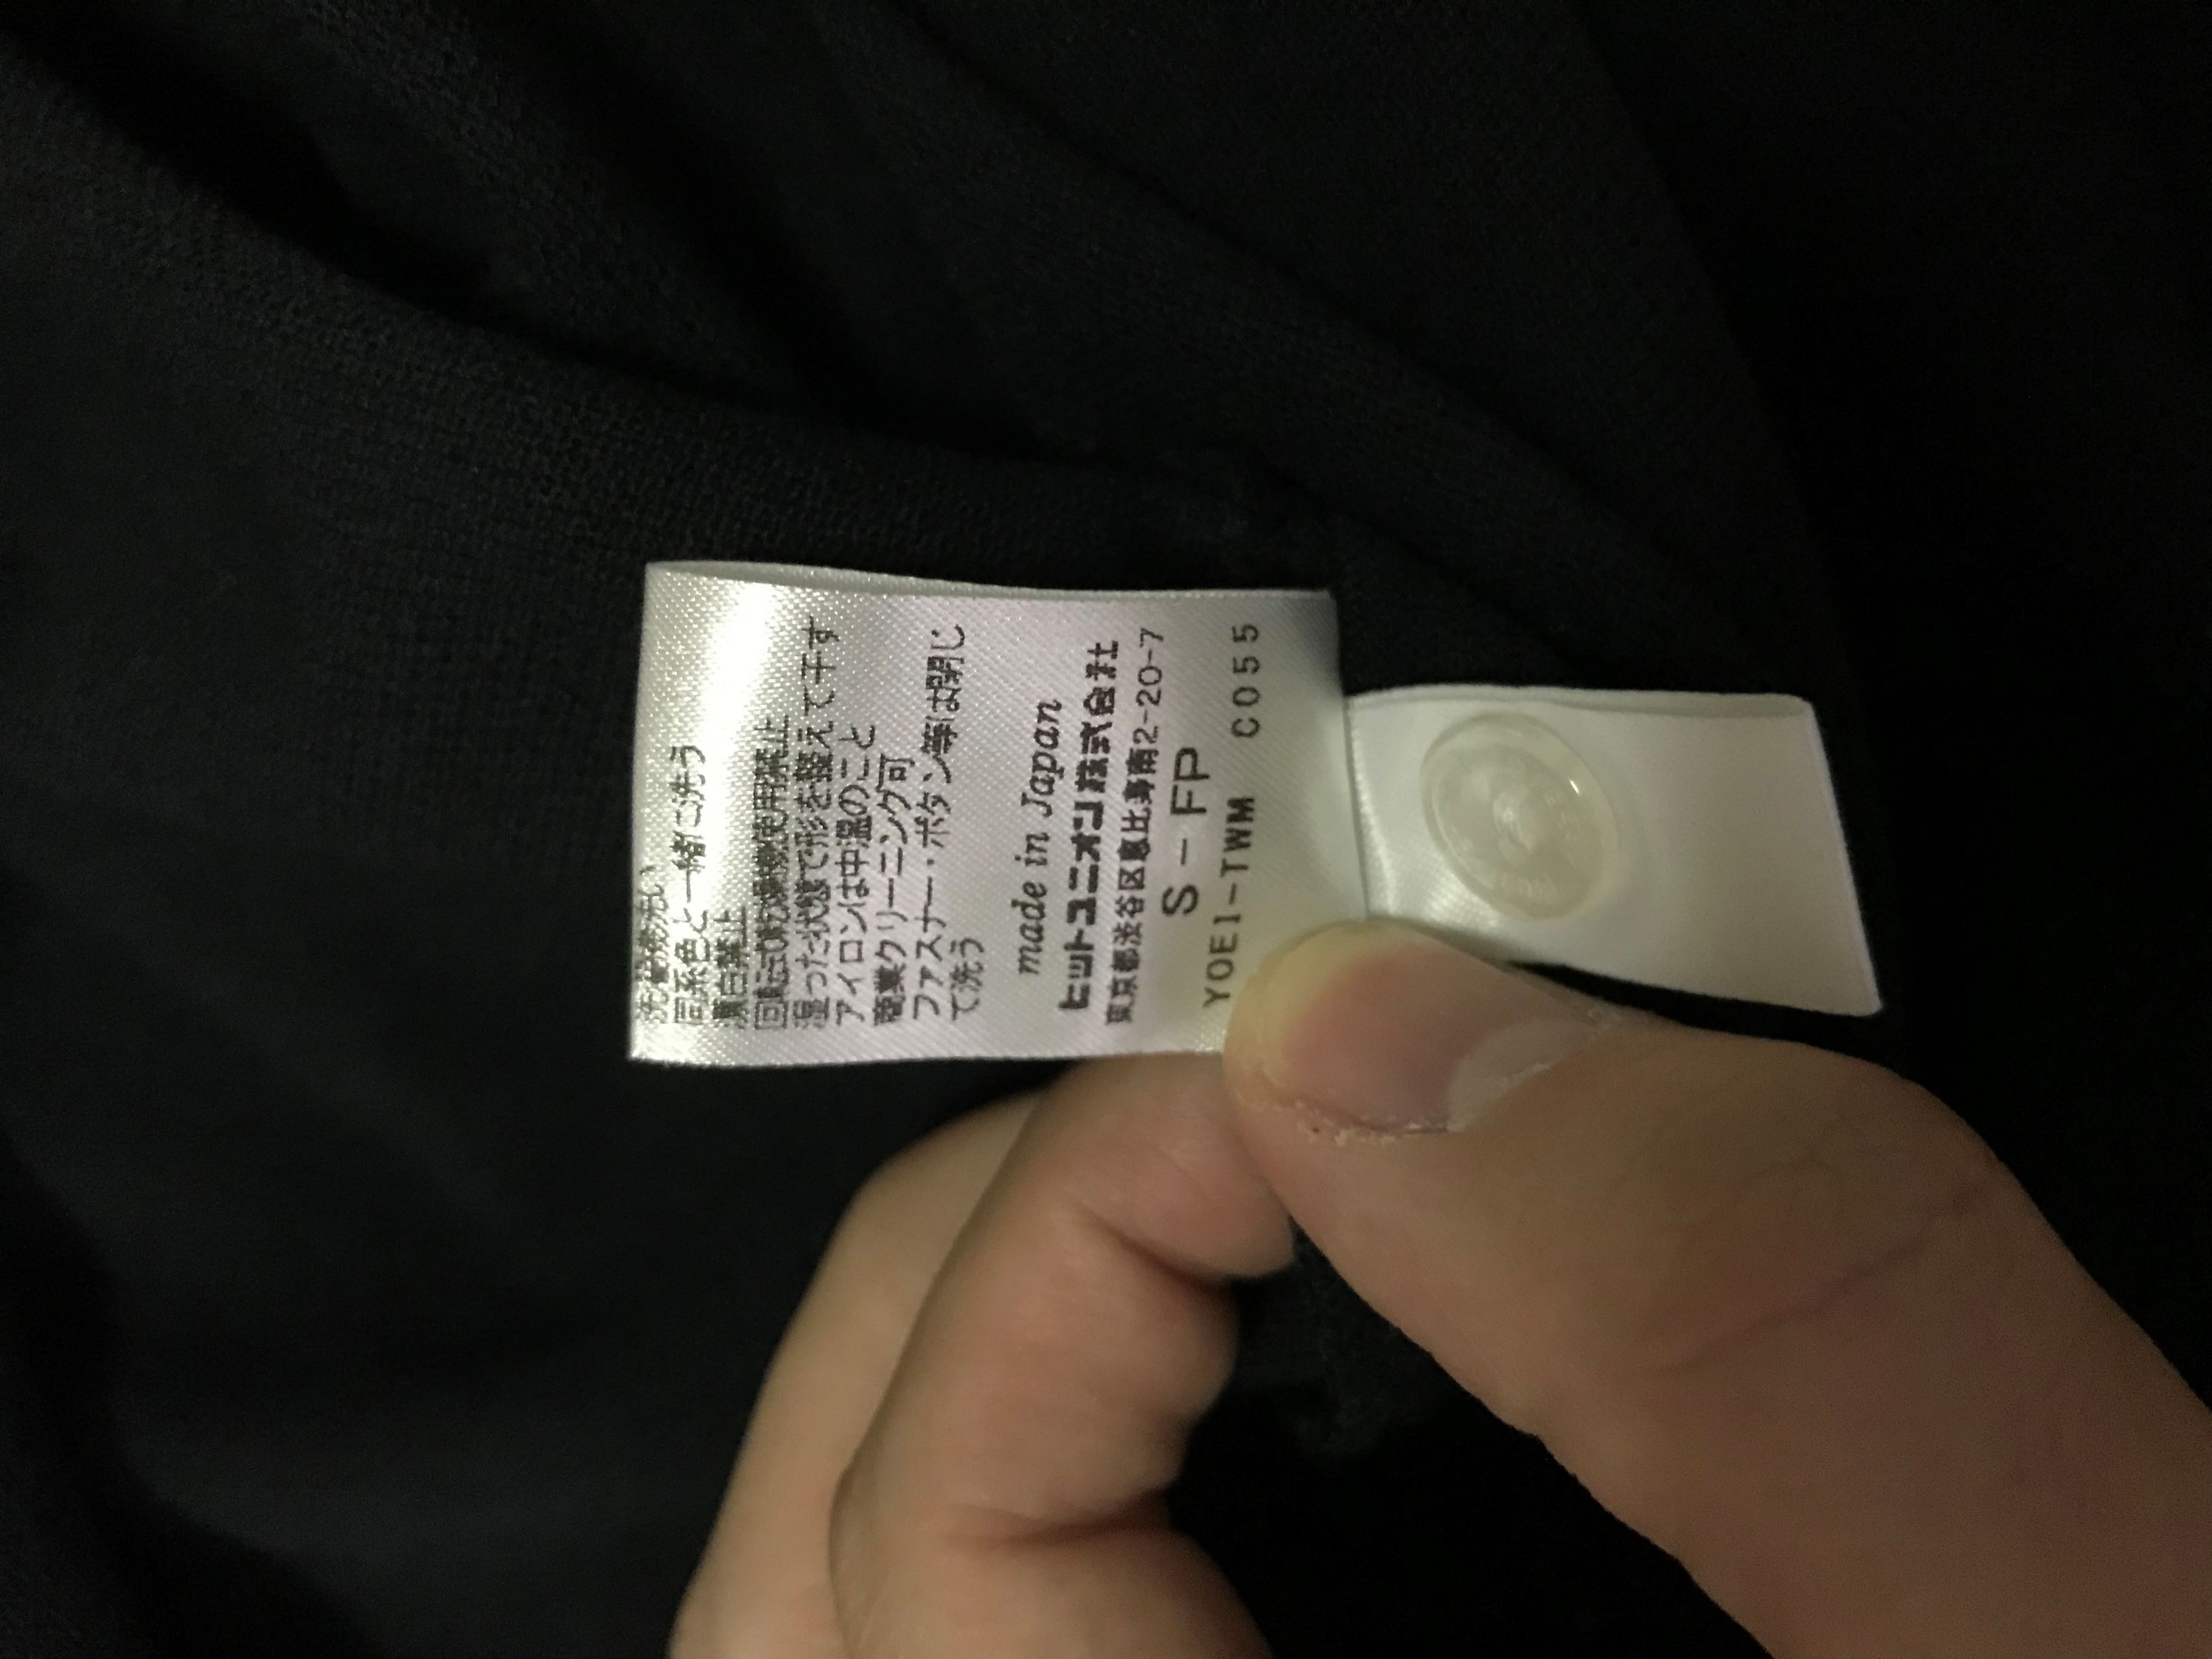 洗濯機洗い
同系色と一緒に洗う
漂白禁止
回転式乾燥機使用禁止
湿った状態で形を整えて干す
アイロンは中温のこと
商業クリーニング可
ファスナー・ボタン等は閉じ
て洗う
made in Japan
ヒットユニオン株式会社
東京都渋谷区恵比寿南2-20-7
S-FP
YOE1-TWM C055